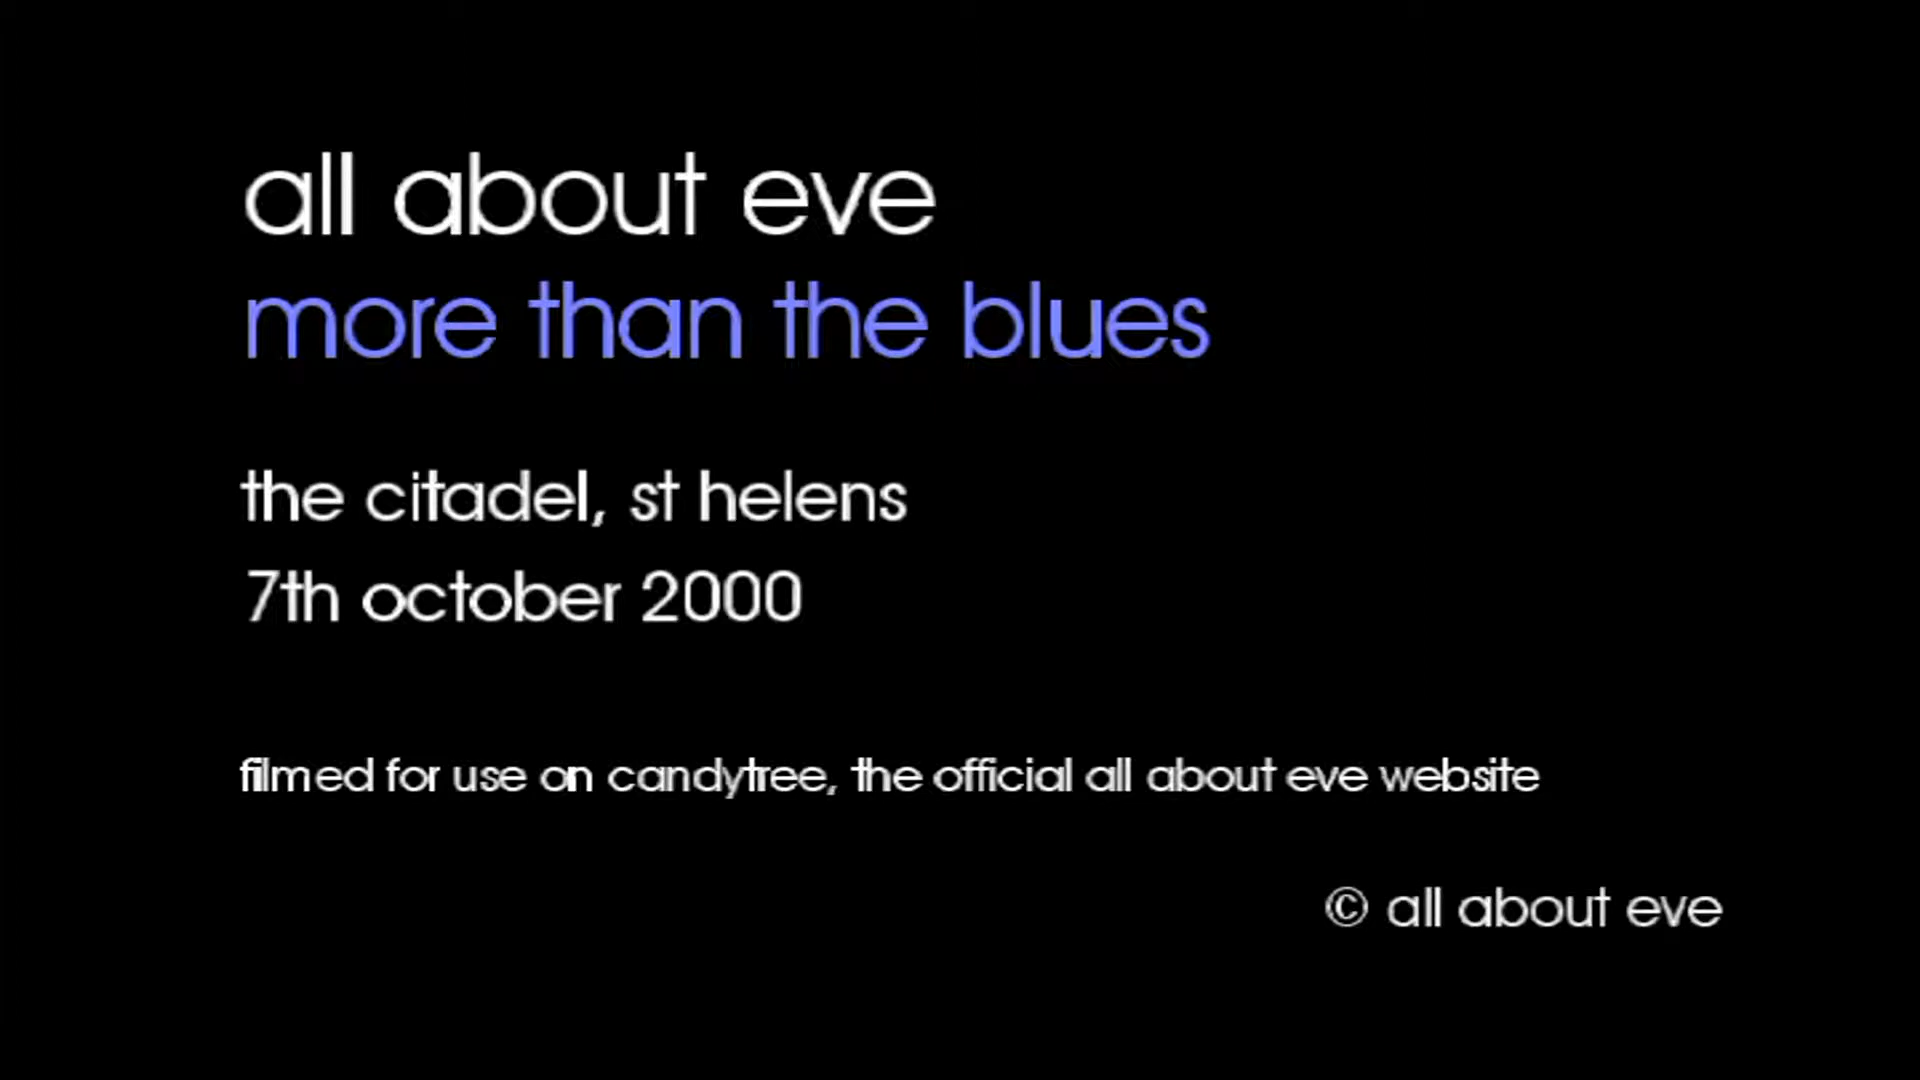 all about eve
more than the blues
the citadel, st helens
7th october 2000
filmed for use on candytree, the official all about eve website
© all about eve